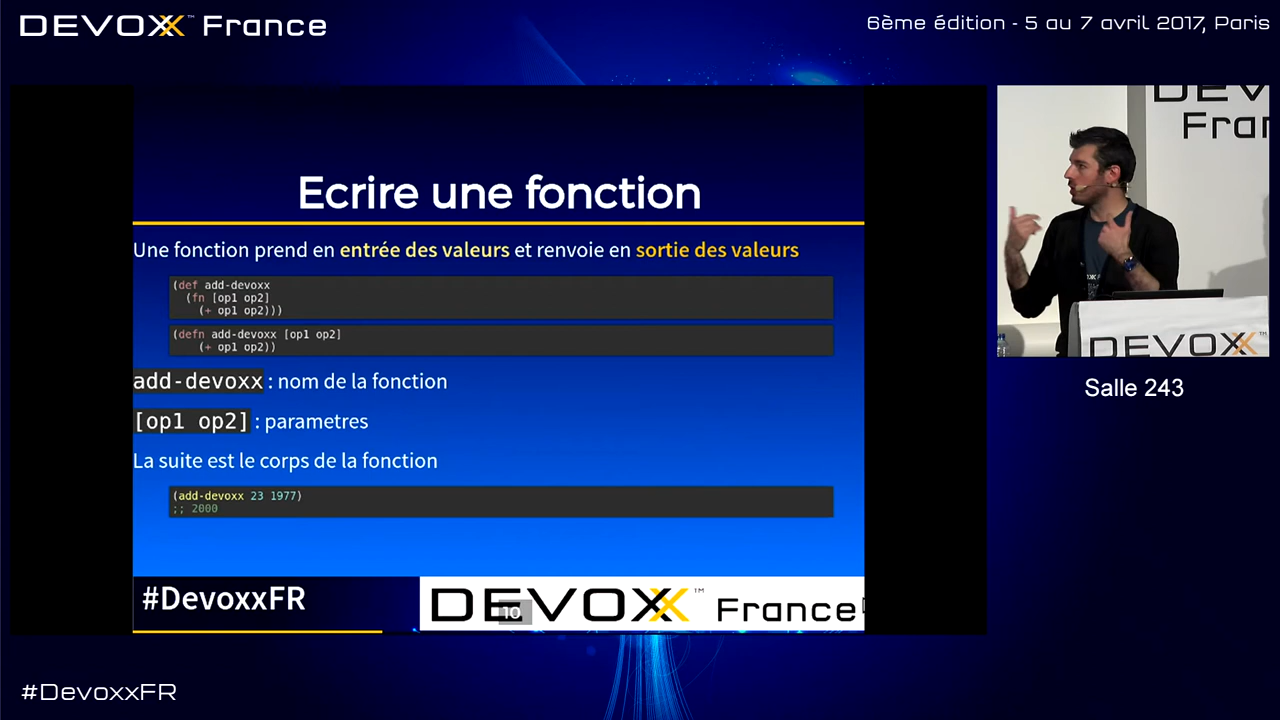 DEVOXX™ France
6ème édition - 5 au 7 avril 2017, Paris
Ecrire une fonction
Une fonction prend en entrée des valeurs et renvoie en sortie des valeurs
(def add-devoxx
(fn [op1 op2]
(+ op1 op2)))
(defn add-devoxx [op1 op2]
(+ op1 op2))
add-devoxx : nom de la fonction
[op1 op2] : parametres
La suite est le corps de la fonction
(add-devoxx 23 1977)
;; 2000
#DevoxxFR
DEVOXX™ France
10
DEV
Fran
DEVOXX
Salle 243
#DevoxxFR